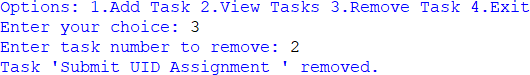 Options: 1.Add Task 2.View Tasks 3.Remove Task 4.Exit
Enter your choice: 3
Enter task number to remove: 2
Task 'Submit UID Assignment ' removed.